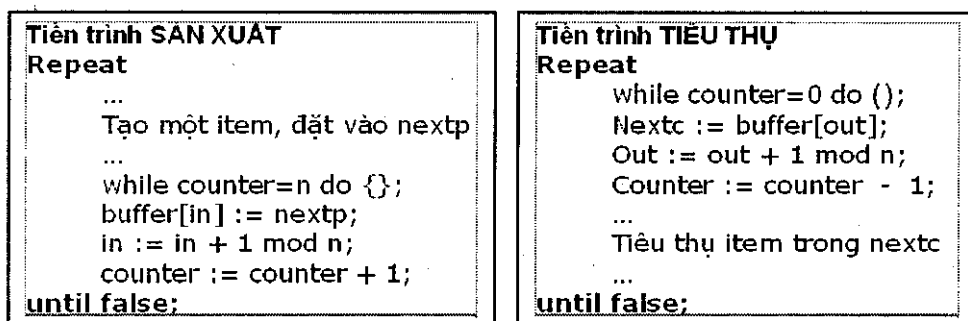 Tiến trình SẢN XUẤT
Repeat
...
Tạo một item, đặt vào nextp
...
while counter=n do {};
buffer[in] := nextp;
in := in + 1 mod n;
counter := counter + 1;
until false;
Tiến trình TIÊU THỤ
Repeat
while counter=0 do ();
Nextc := buffer[out];
Out := out + 1 mod n;
Counter := counter - 1;
...
Tiêu thụ item trong nextc
...
until false;